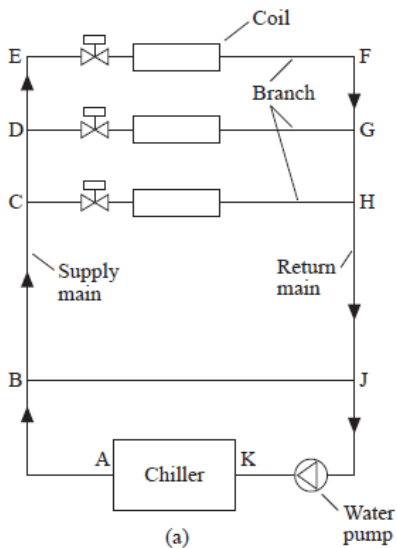 Coil
E
F
Branch
D
G
C
H
Supply
main
Return
main
B
J
A
Chiller
K
Water
pump
(a)